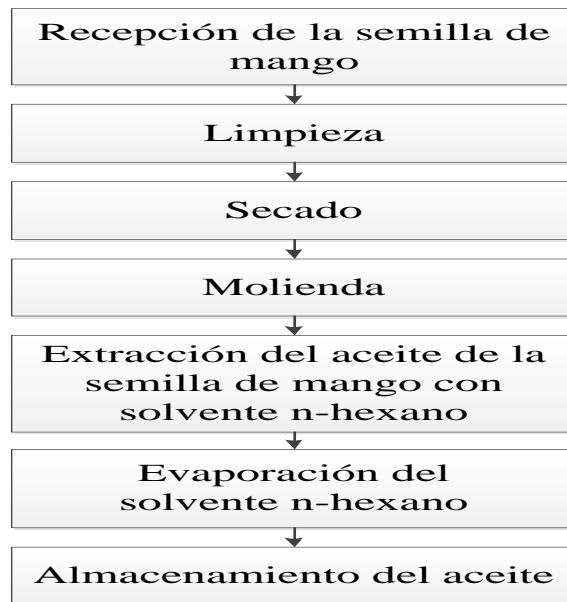 Recepción de la semilla de
mango
Limpieza
Secado
Molienda
Extracción del aceite de la
semilla de mango con
solvente n-hexano
Evaporación del
solvente n-hexano
Almacenamiento del aceite